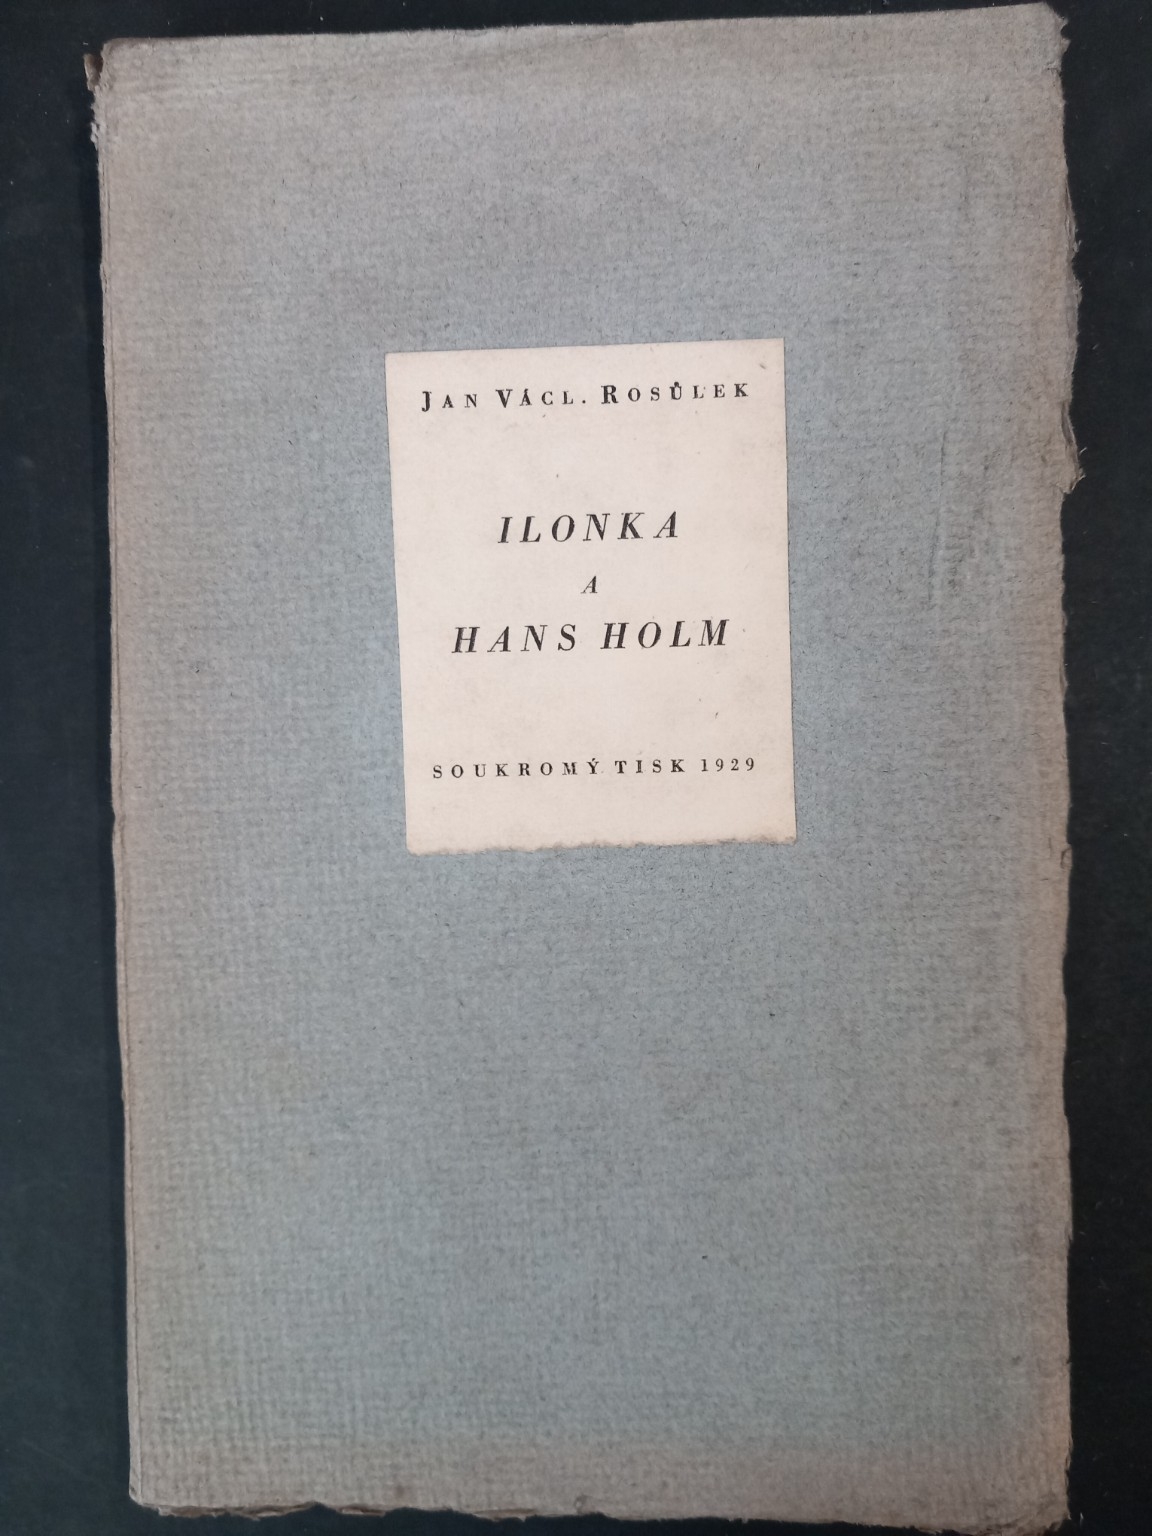 JAN VÁCL. ROSŮLEK
ILONKA
A
HANS HOLM
SOUKROMÝ TISK 1929